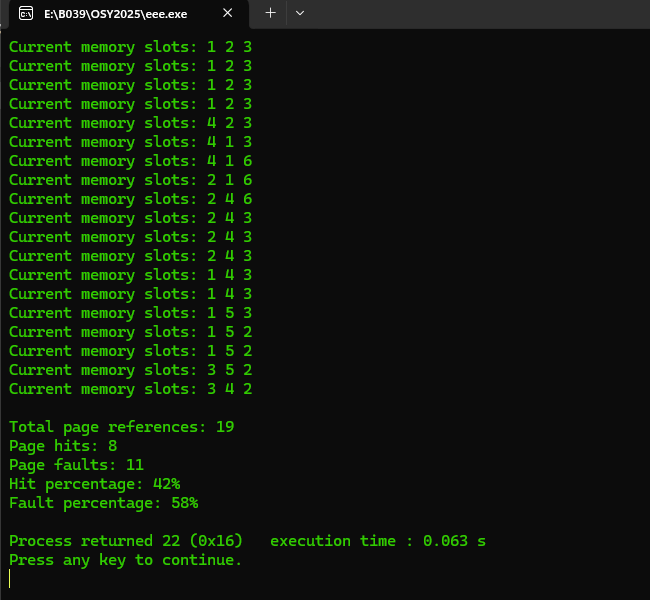 E:\B039\OSY2025\eee.exe
Current memory slots: 1 2 3
Current memory slots: 1 2 3
Current memory slots: 1 2 3
Current memory slots: 1 2 3
Current memory slots: 4 2 3
Current memory slots: 4 1 3
Current memory slots: 4 1 6
Current memory slots: 2 1 6
Current memory slots: 2 4 6
Current memory slots: 2 4 3
Current memory slots: 2 4 3
Current memory slots: 2 4 3
Current memory slots: 1 4 3
Current memory slots: 1 4 3
Current memory slots: 1 5 3
Current memory slots: 1 5 2
Current memory slots: 1 5 2
Current memory slots: 3 5 2
Current memory slots: 3 4 2
Total page references: 19
Page hits: 8
Page faults: 11
Hit percentage: 42%
Fault percentage: 58%
Process returned 22 (0x16)   execution time : 0.063 s
Press any key to continue.